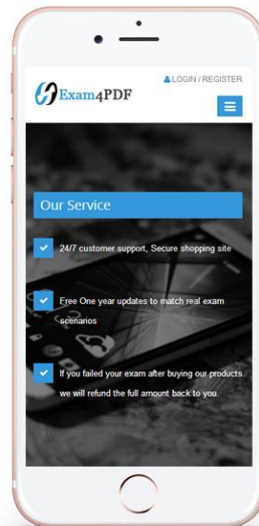 LOGIN / REGISTER
Exam4PDF
Our Service
24/7 customer support, Secure shopping site
Free One year updates to match real exam
scenarios
If you failed your exam after buying our products
we will refund the full amount back to you.